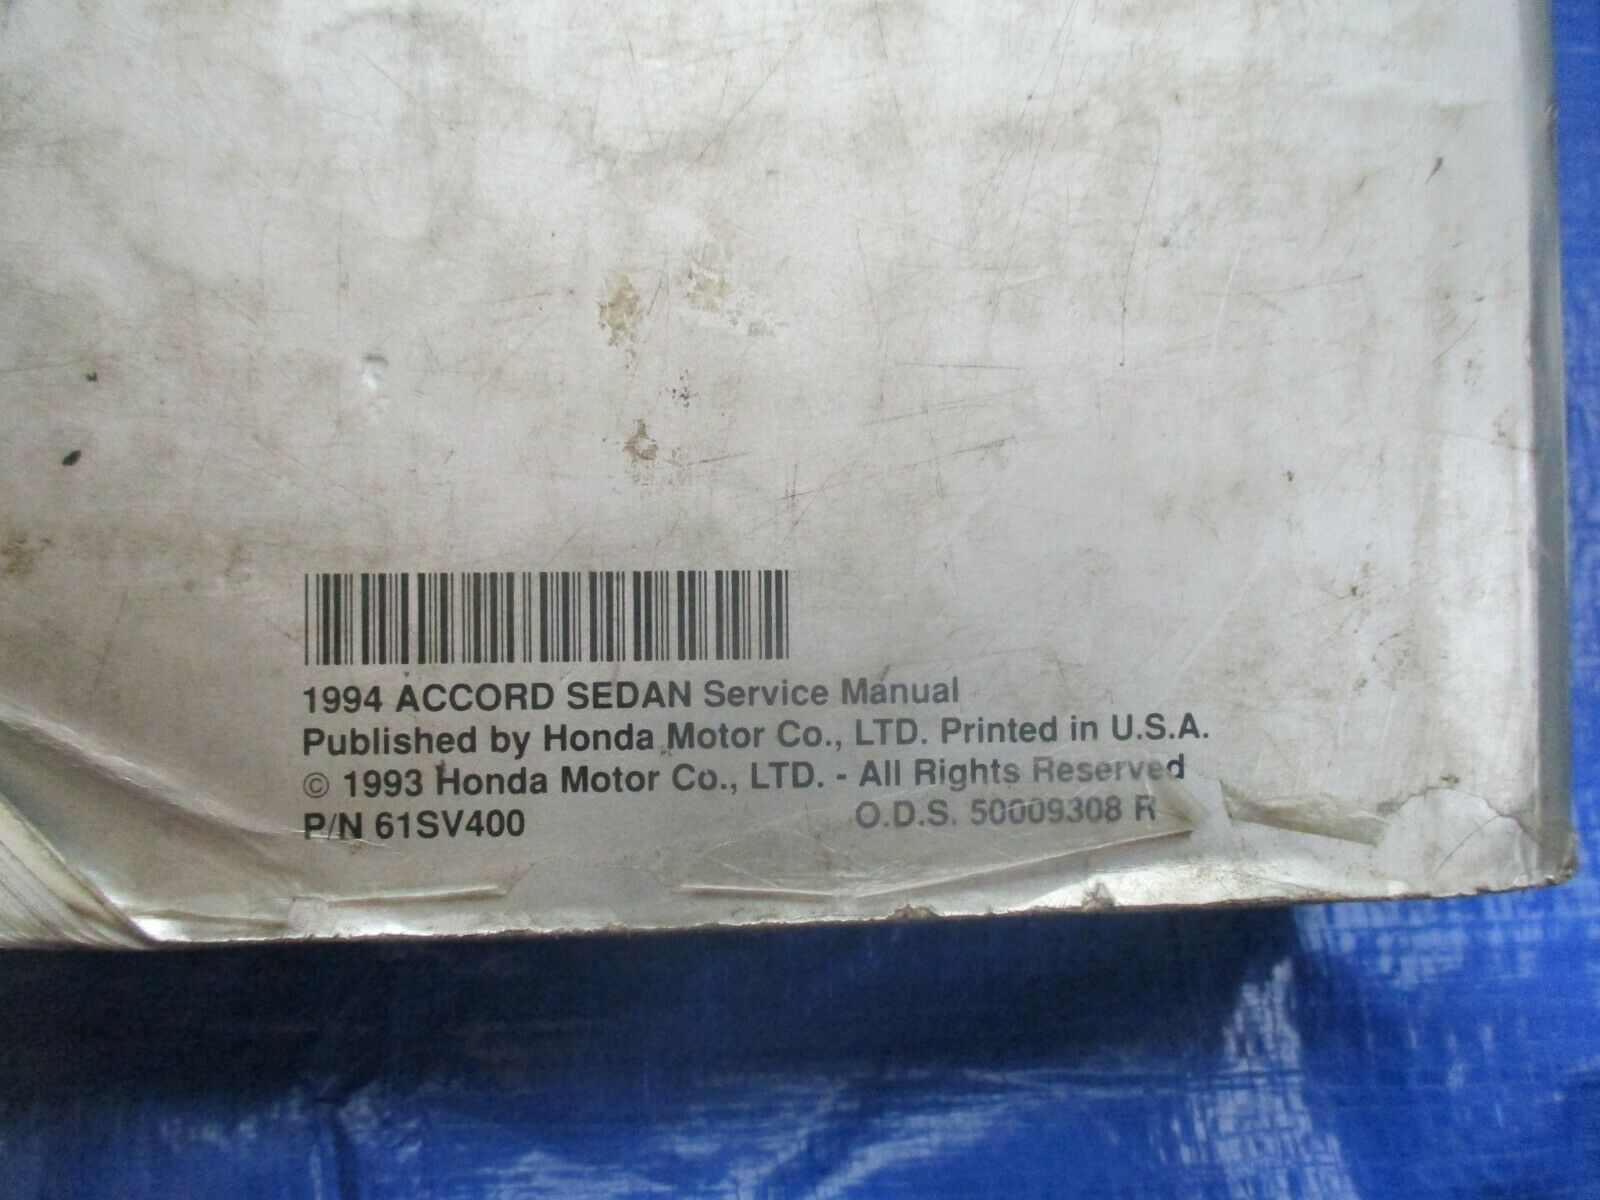 1994 ACCORD SEDAN Service Manual
Published by Honda Motor Co., LTD. Printed in U.S.A.
© 1993 Honda Motor Co., LTD. - All Rights Reserved
P/N 61SV400 O.D.S. 50009308 R